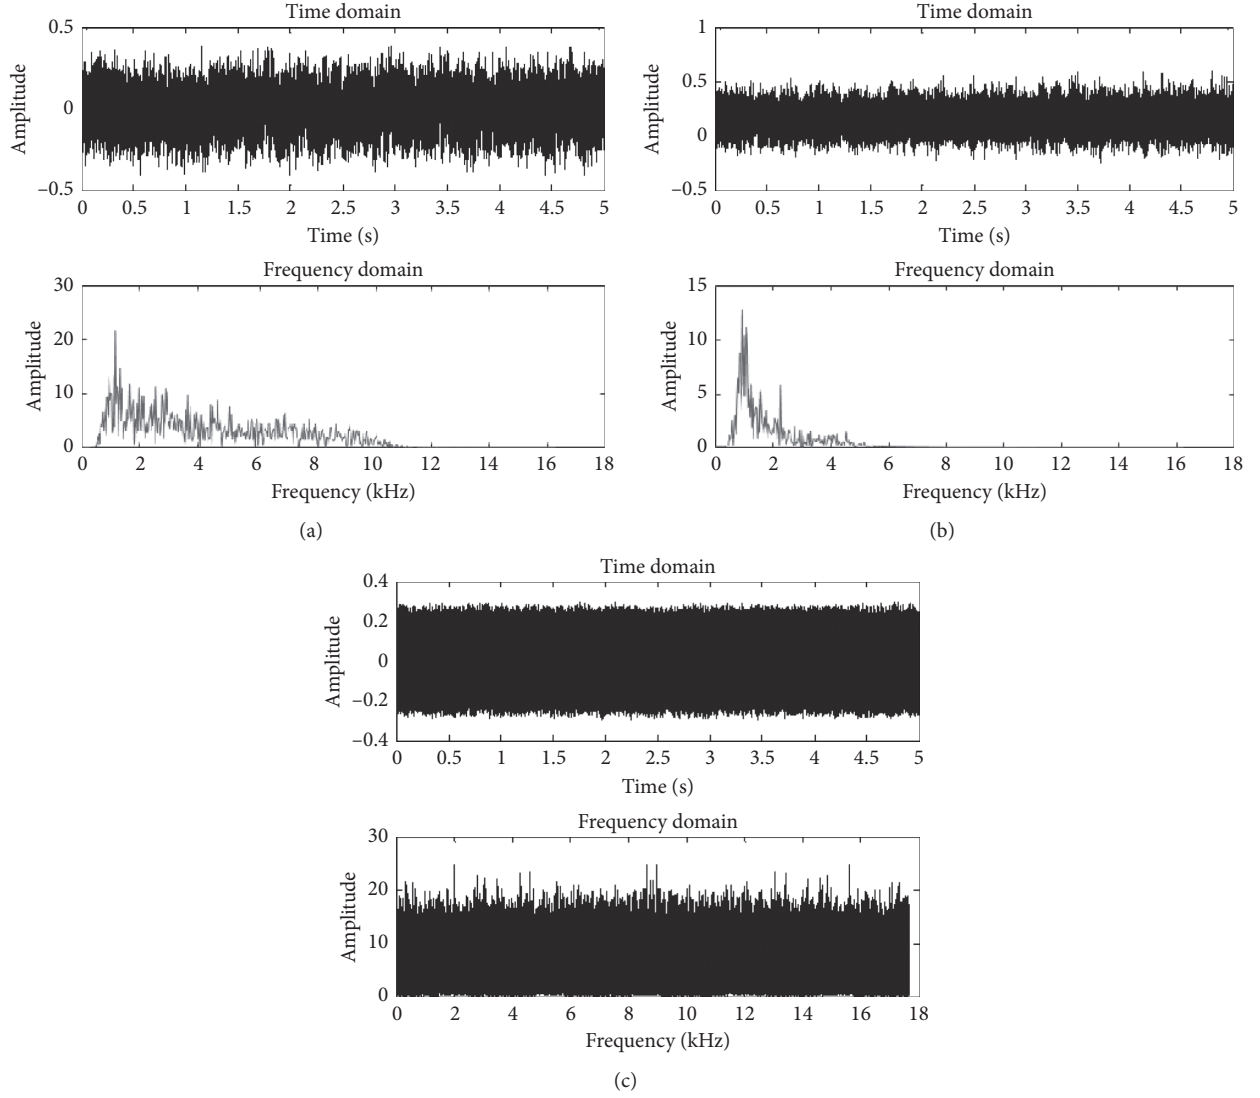 Time domain
0.5
0
–0.5
Amplitude
0 0.5 1 1.5 2 2.5 3 3.5 4 4.5 5
Time (s)
Frequency domain
30
20
10
0
Amplitude
0 2 4 6 8 10 12 14 16 18
Frequency (kHz)
(a)
Time domain
1
0.5
0
0.5
Amplitude
0 0.5 1 1.5 2 2.5 3 3.5 4 4.5 5
Time (s)
Frequency domain
15
10
5
0
Amplitude
0 2 4 6 8 10 12 14 16 18
Frequency (kHz)
(b)
Time domain
0.4
0.2
0
–0.2
–0.4
Amplitude
0 0.5 1 1.5 2 2.5 3 3.5 4 4.5 5
Time (s)
Frequency domain
30
20
10
0
Amplitude
0 2 4 6 8 10 12 14 16 18
Frequency (kHz)
(c)